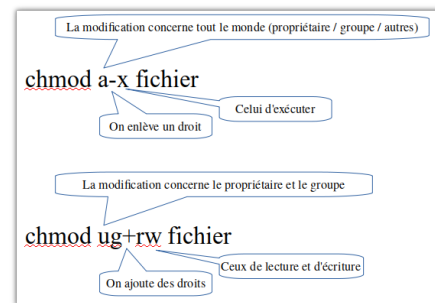 La modification concerne tout le monde (propriétaire / groupe / autres)
chmod a-x fichier
Celui d'exécuter
On enlève un droit
La modification concerne le propriétaire et le groupe
chmod ug+rw fichier
Ceux de lecture et d'écriture
On ajoute des droits